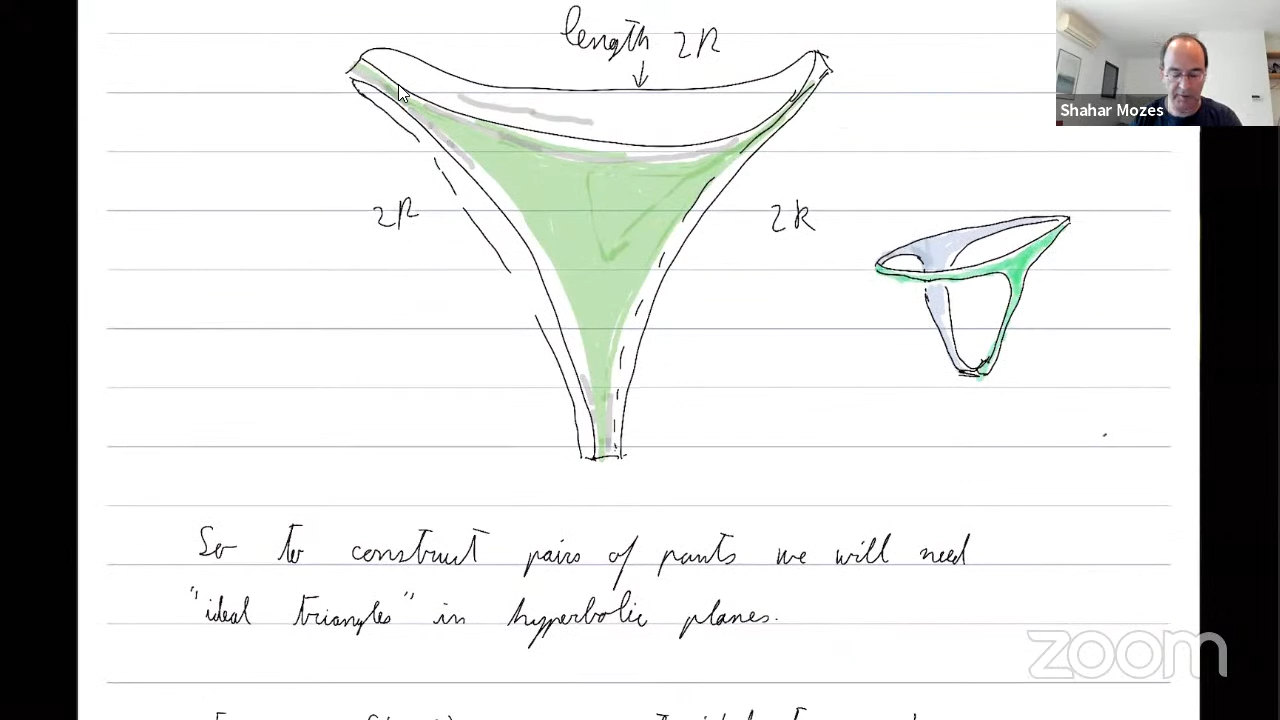 length 2R
Shahar Mozes
2R
2R
So to construct pairs of pants we will need
"ideal triangles" in hyperbolic planes.
zoom